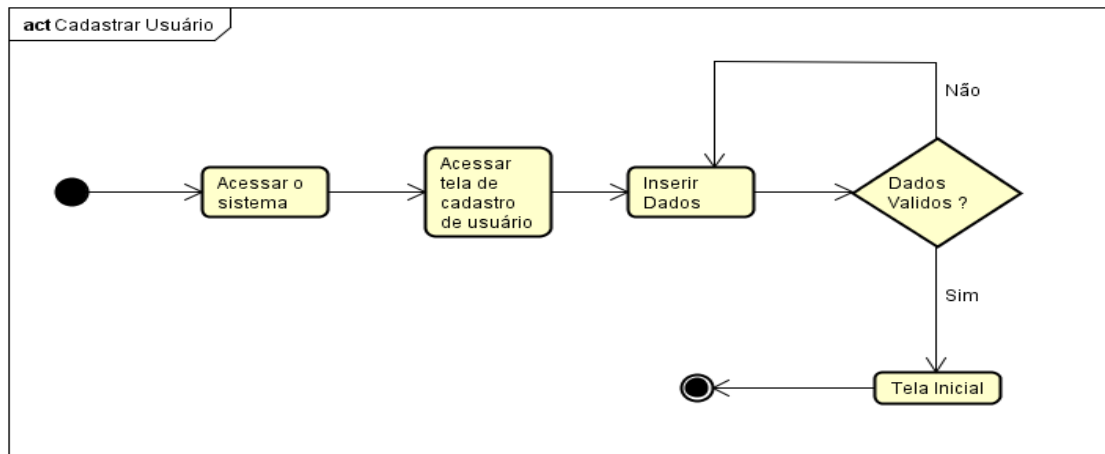 act Cadastrar Usuário
Não
Acessar o
sistema
Acessar
tela de
cadastro
de usuário
Inserir
Dados
Dados
Validos ?
Sim
Tela Inicial